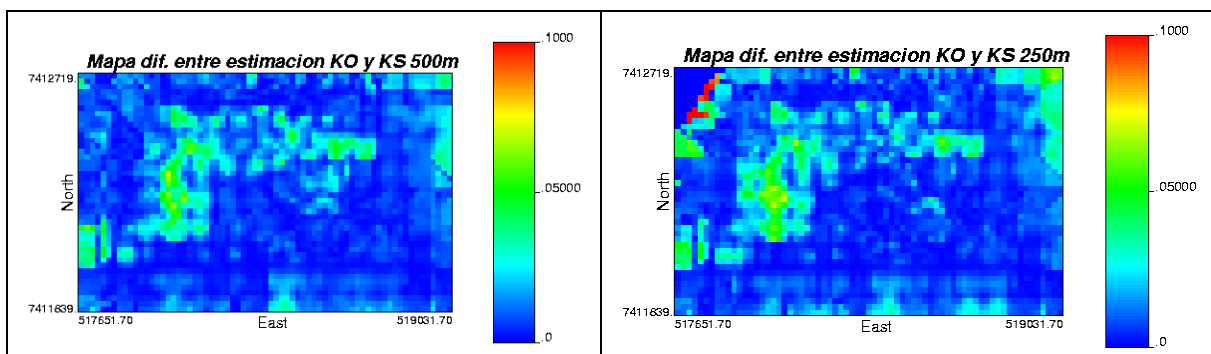 Mapa dif. entre estimacion KO y KS 500m
7412719.
North
7411639.
517651.70
East
519031.70
.1000
.05000
.0
Mapa dif. entre estimacion KO y KS 250m
7412719.
North
7411639.
517651.70
East
519031.70
.1000
.05000
.0